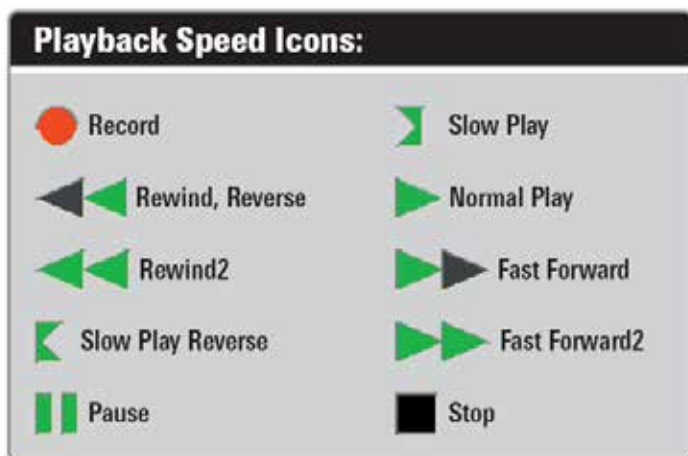 Playback Speed Icons:
Record
Rewind, Reverse
Rewind2
Slow Play Reverse
Pause
Slow Play
Normal Play
Fast Forward
Fast Forward2
Stop